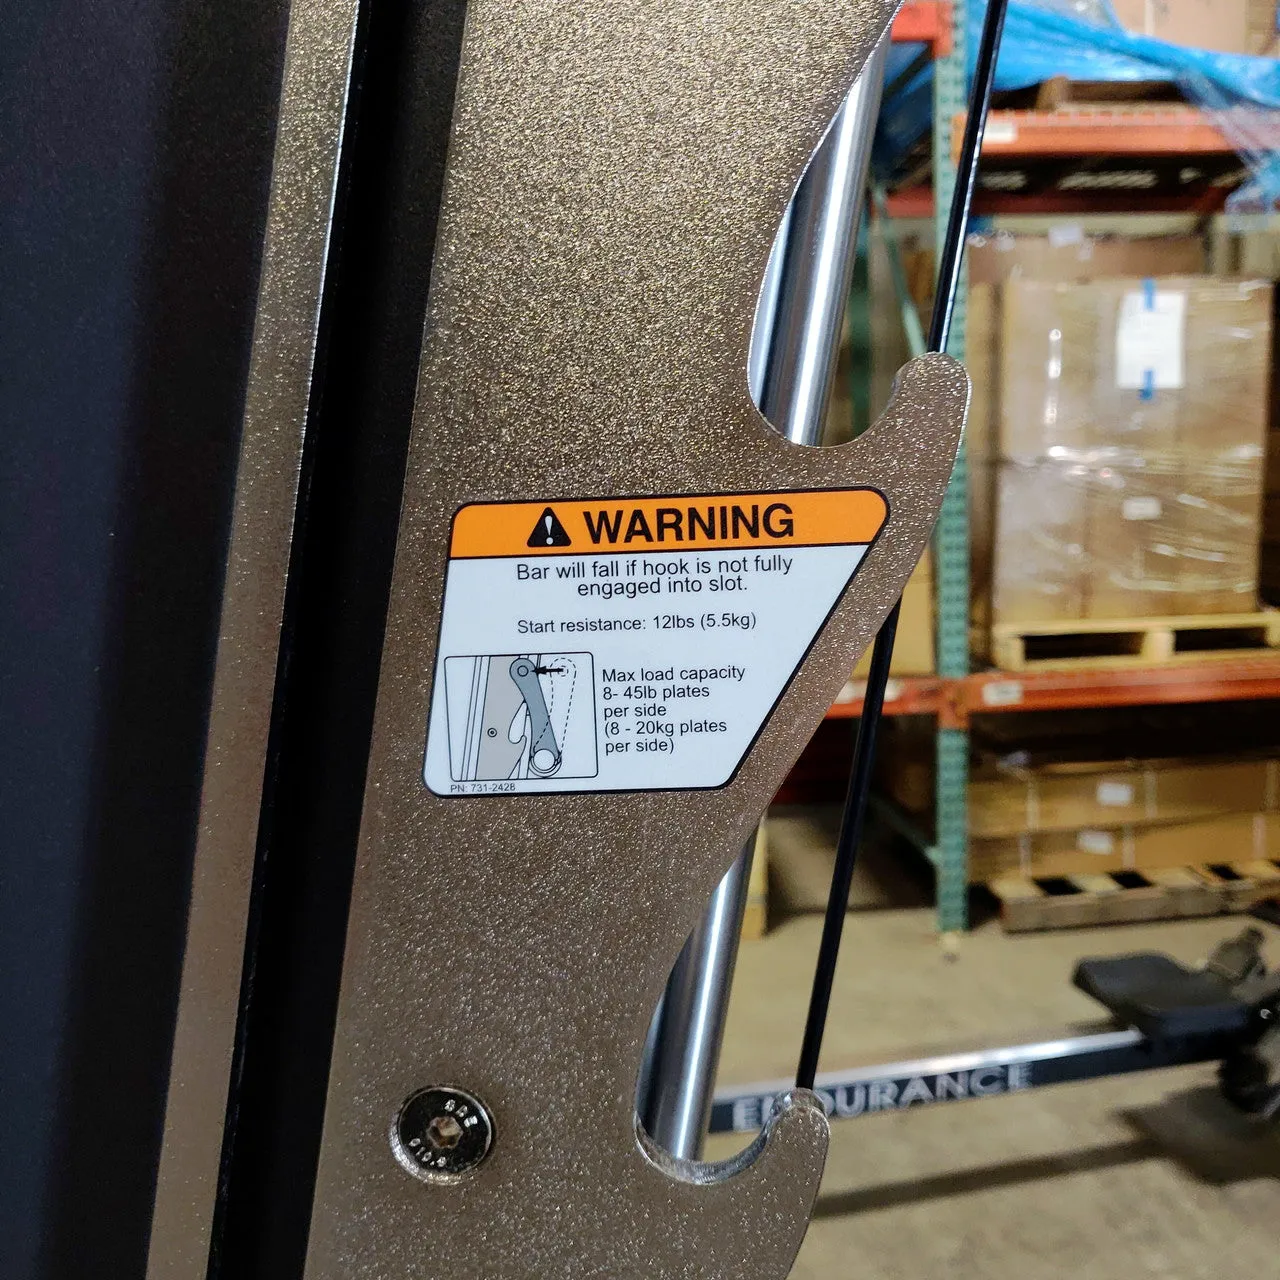 WARNING
Bar will fall if hook is not fully
engaged into slot.
Start resistance: 12lbs (5.5kg)
Max load capacity
8- 45lb plates
per side
(8 - 20kg plates
per side)
PN: 731-2428
ENDURANCE